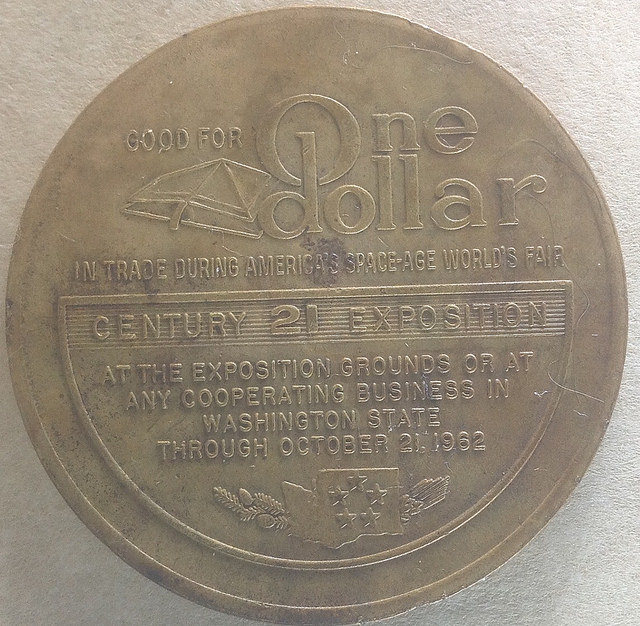 GOOD FOR One
dollar
IN TRADE DURING AMERICA'S SPACE-AGE WORLD'S FAIR
CENTURY 21 EXPOSITION
AT THE EXPOSITION GROUNDS OR AT
ANY COOPERATING BUSINESS IN
WASHINGTON STATE
THROUGH OCTOBER 21, 1962